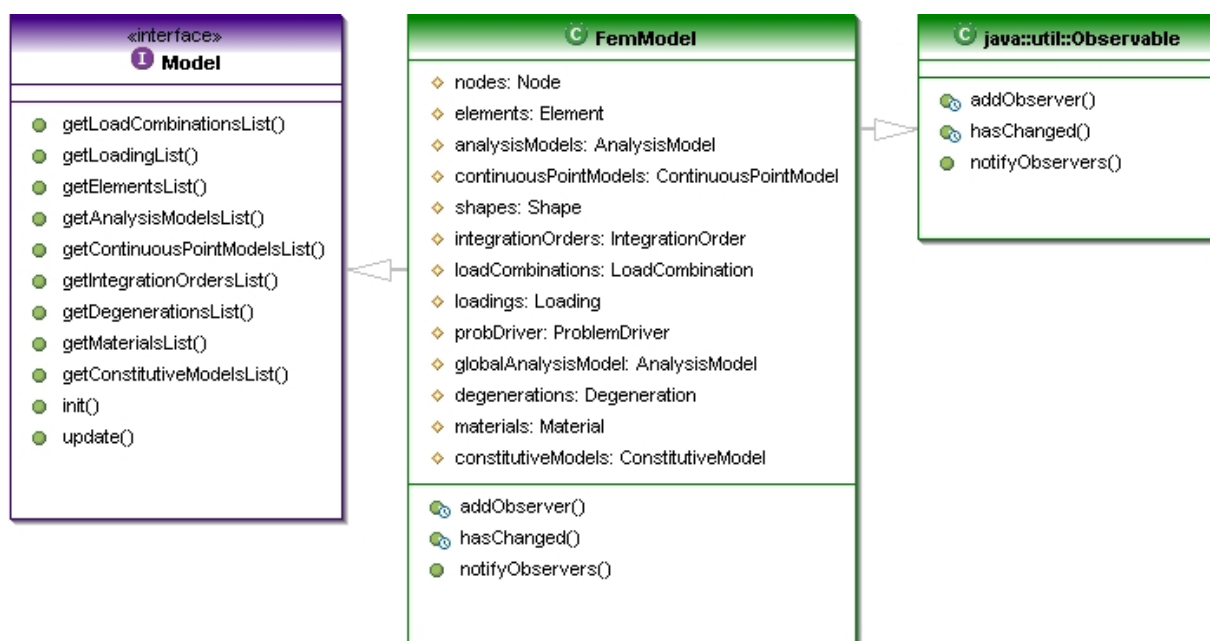 «interface»
I Model
getLoadCombinationsList()
getLoadingList()
getElementsList()
getAnalysisModelsList()
getContinuousPointModelsList()
getIntegrationOrdersList()
getDegenerationsList()
getMaterialsList()
getConstitutiveModelsList()
init()
update()
C FemModel
nodes: Node
elements: Element
analysisModels: AnalysisModel
continuousPointModels: ContinuousPointModel
shapes: Shape
integrationOrders: IntegrationOrder
loadCombinations: LoadCombination
loadings: Loading
probDriver: ProblemDriver
globalAnalysisModel: AnalysisModel
degenerations: Degeneration
materials: Material
constitutiveModels: ConstitutiveModel
addObserver()
hasChanged()
notifyObservers()
C java::util::Observable
addObserver()
hasChanged()
notifyObservers()